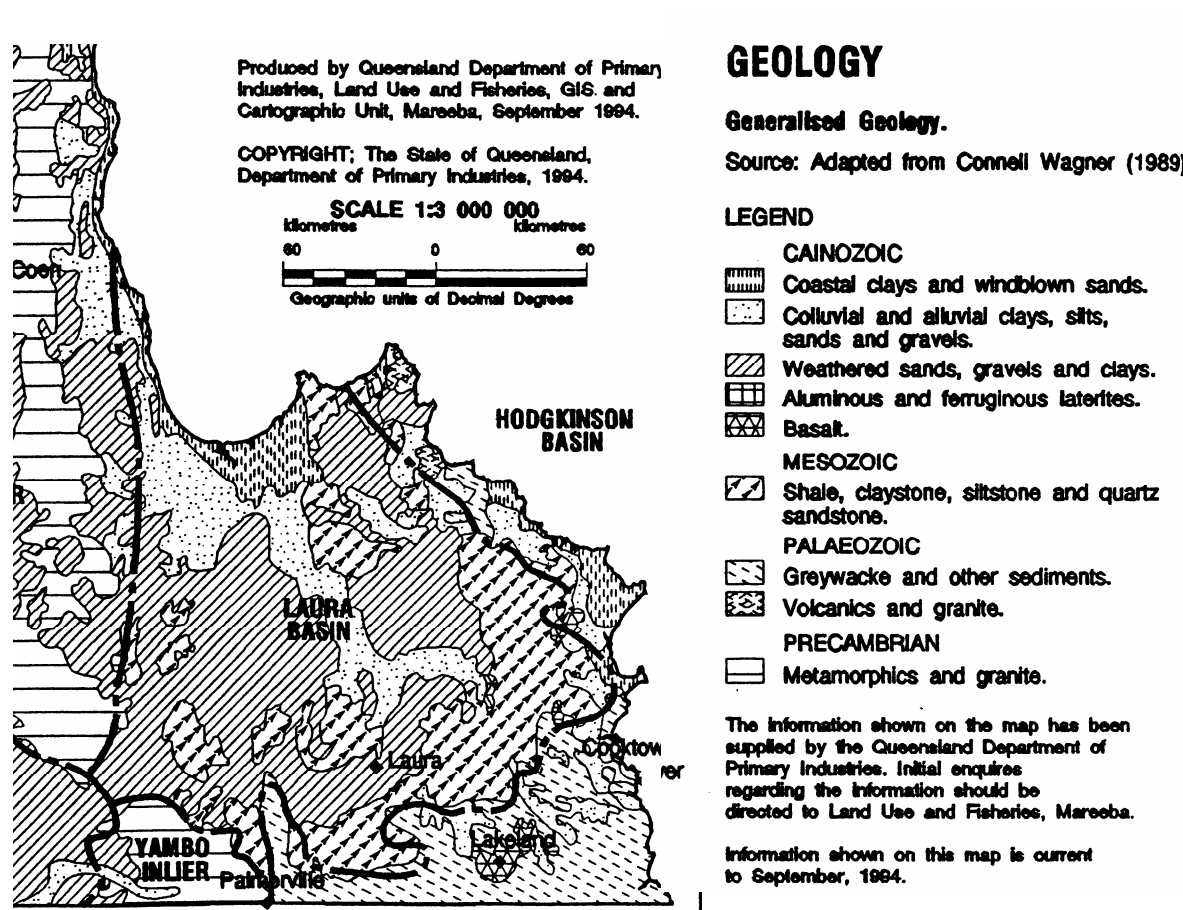 Produced by Queensland Department of Primary
Industries, Land Use and Fisheries, GIS and
Cartographic Unit, Mareeba, September 1994.
COPYRIGHT; The State of Queensland,
Department of Primary Industries, 1994.
SCALE 1:3 000 000
kilometres kilometres
60 0 60
Geographic units of Decimal Degrees
Coen
HODGKINSON
BASIN
R
LAURA
BASIN
Laura
Cooktow
ver
Lakeland
YAMBO
INLIER
Palmerville
GEOLOGY
Generalised Geology.
Source: Adapted from Connell Wagner (1989)
LEGEND
CAINOZOIC
Coastal clays and windblown sands.
Colluvial and alluvial clays, silts,
sands and gravels.
Weathered sands, gravels and clays.
Aluminous and ferruginous laterites.
Basalt.
MESOZOIC
Shale, claystone, siltstone and quartz
sandstone.
PALAEOZOIC
Greywacke and other sediments.
Volcanics and granite.
PRECAMBRIAN
Metamorphics and granite.
The information shown on the map has been
supplied by the Queensland Department of
Primary Industries. Initial enquires
regarding the information should be
directed to Land Use and Fisheries, Mareeba.
Information shown on this map is current
to September, 1994.